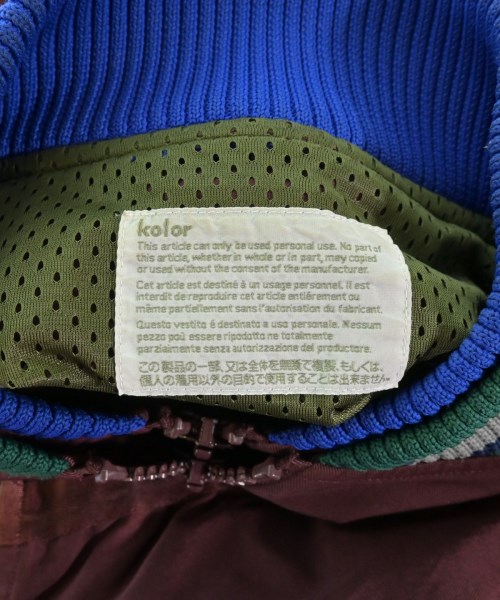 kolor
This article can only be used personal use. No part of
this article, whether in whole or in part, may copied
or used without the consent of the manufacturer.
Cet article est destiné à un usage personnel. Il est
interdit de reproduire cet article entièrement ou
même partiellement sans l'autorisation du fabricant.
Questo vestito é destinato a uso personale. Nessum
pezzo può essere ripodotto ne totalmente
parzialmente senza autorizzazione del productore.
この製品の一部、又は全体を無断で複製、もしくは、
個人の着用以外の目的で使用することは出来ません。